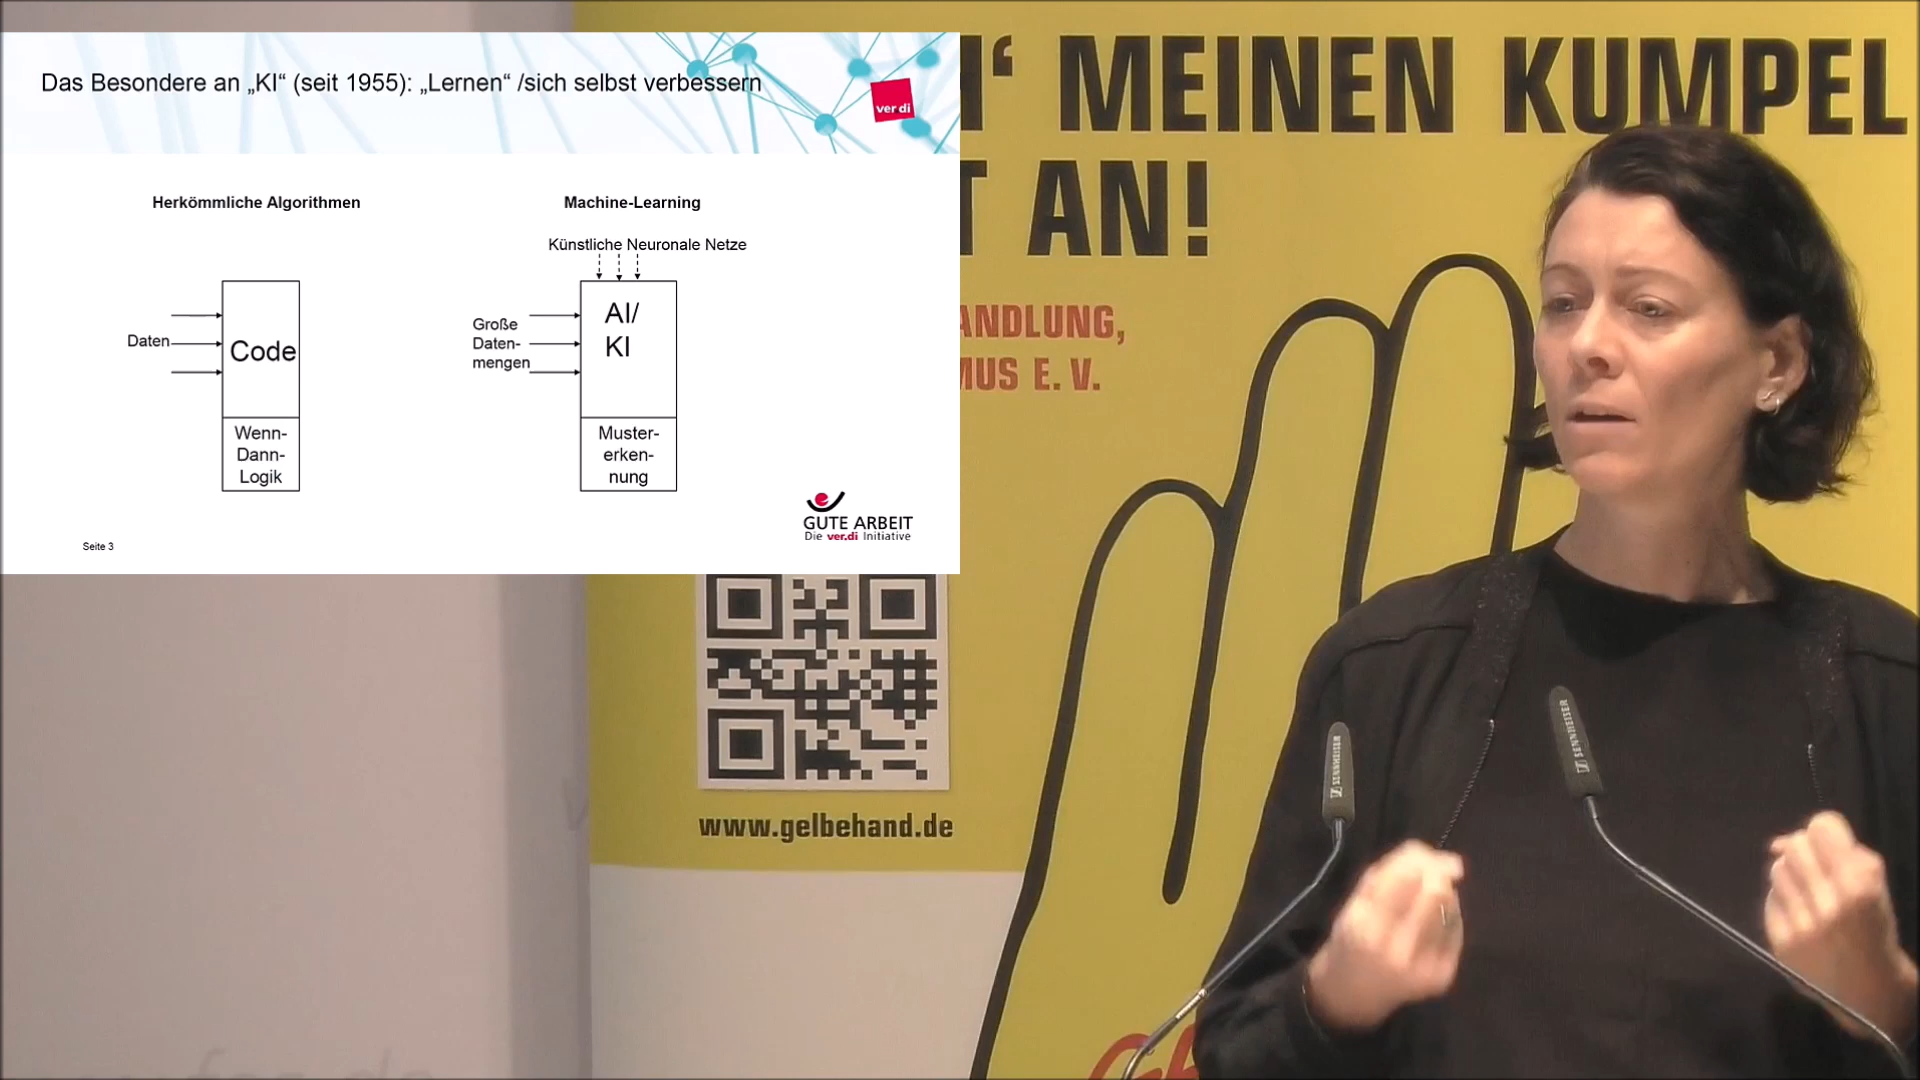 Das Besondere an „KI“ (seit 1955): „Lernen“ /sich selbst verbessern
ver di
Herkömmliche Algorithmen
Daten
Code
Wenn-
Dann-
Logik
Machine-Learning
Künstliche Neuronale Netze
Große
Daten-
mengen
AI/
KI
Muster-
erken-
nung
GUTE ARBEIT
Die ver.di Initiative
Seite 3
‘ MEINEN KUMPEL
T AN!
ANDLUNG,
MUS E. V.
www.gelbehand.de
SENNHEISER
SENNHEISER